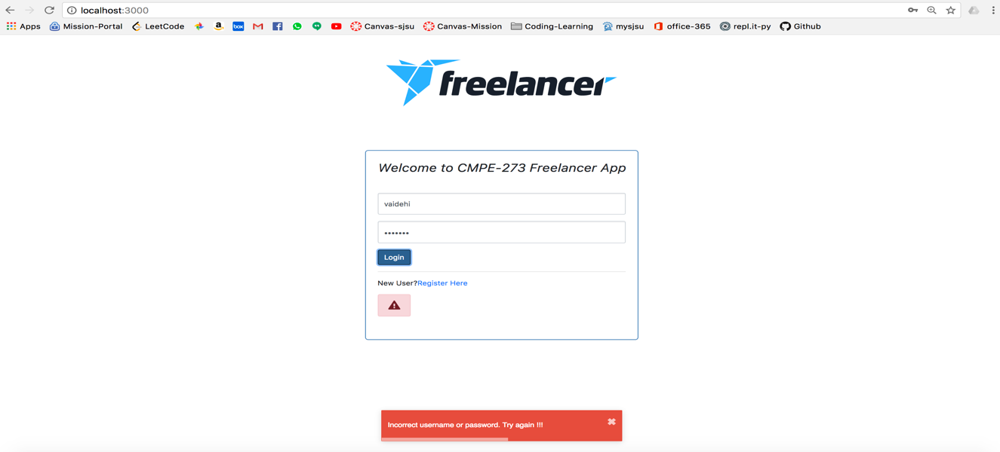 localhost:3000
Apps Mission-Portal LeetCode box Canvas-sjsu Canvas-Mission Coding-Learning mysjsu office-365 repl.it-py Github
freelancer
Welcome to CMPE-273 Freelancer App
vaidehi
•••••••
Login
New User?Register Here
Incorrect username or password. Try again !!!